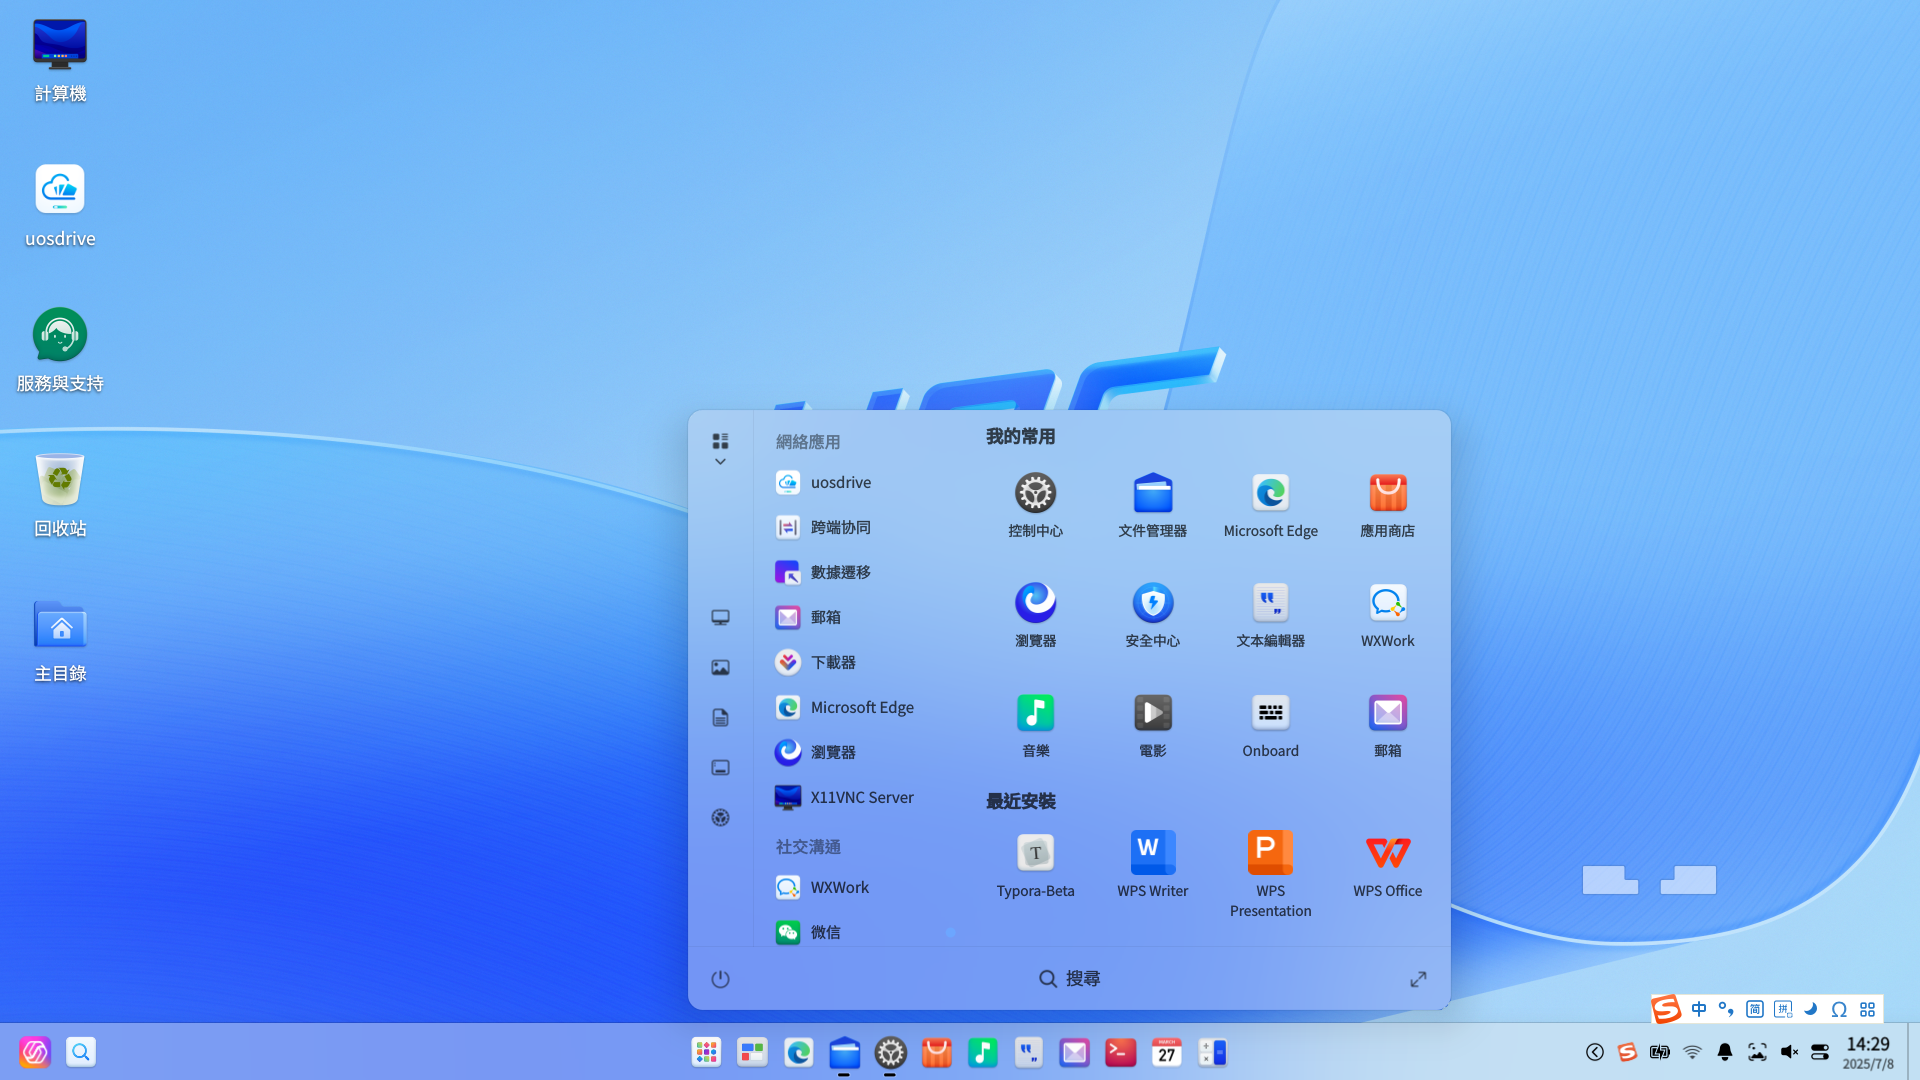 計算機
uosdrive
服務與支持
回收站
主目錄
網絡應用
uosdrive
跨端协同
數據遷移
郵箱
下載器
Microsoft Edge
瀏覽器
X11VNC Server
社交溝通
WXWork
微信
我的常用
控制中心
文件管理器
Microsoft Edge
應用商店
瀏覽器
安全中心
文本編輯器
WXWork
音樂
電影
Onboard
郵箱
最近安裝
Typora-Beta
WPS Writer
WPS
Presentation
WPS Office
搜尋
中
简
拼
MARCH
27
14:29
2025/7/8